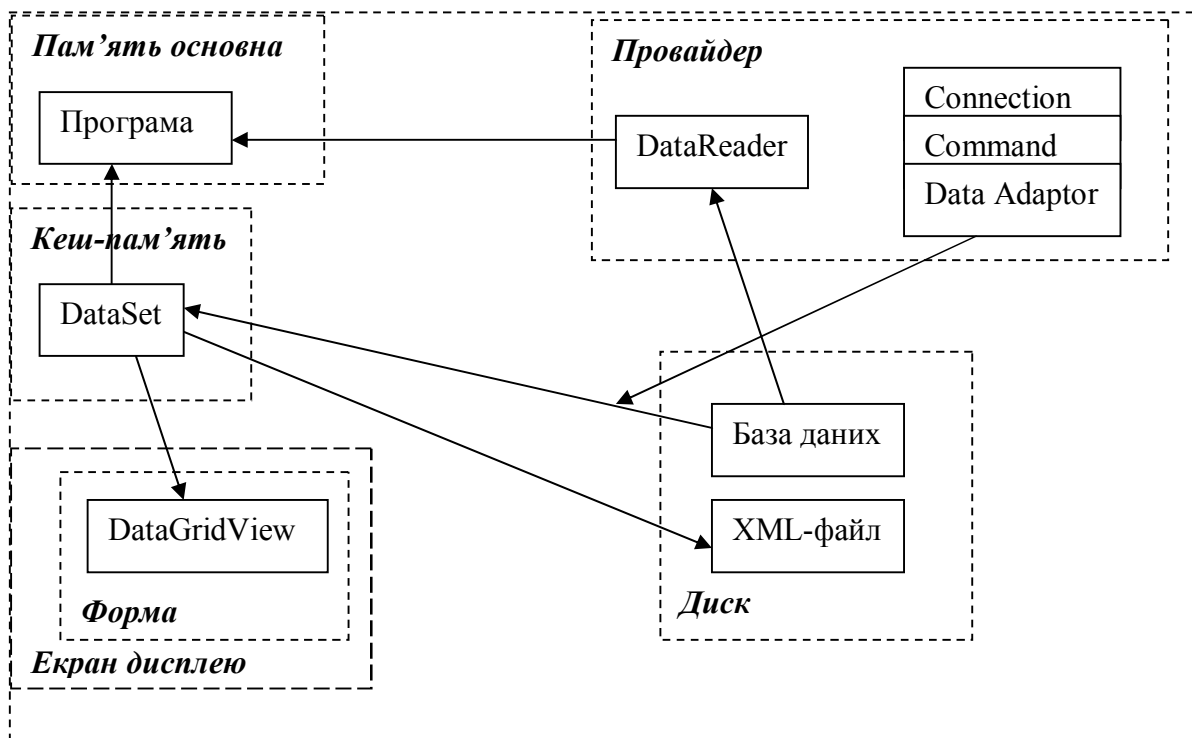 Пам’ять основна
Програма
Провайдер
Connection
Command
Data Adaptor
DataReader
Кеш-пам’ять
DataSet
База даних
XML-файл
Диск
DataGridView
Форма
Екран дисплею